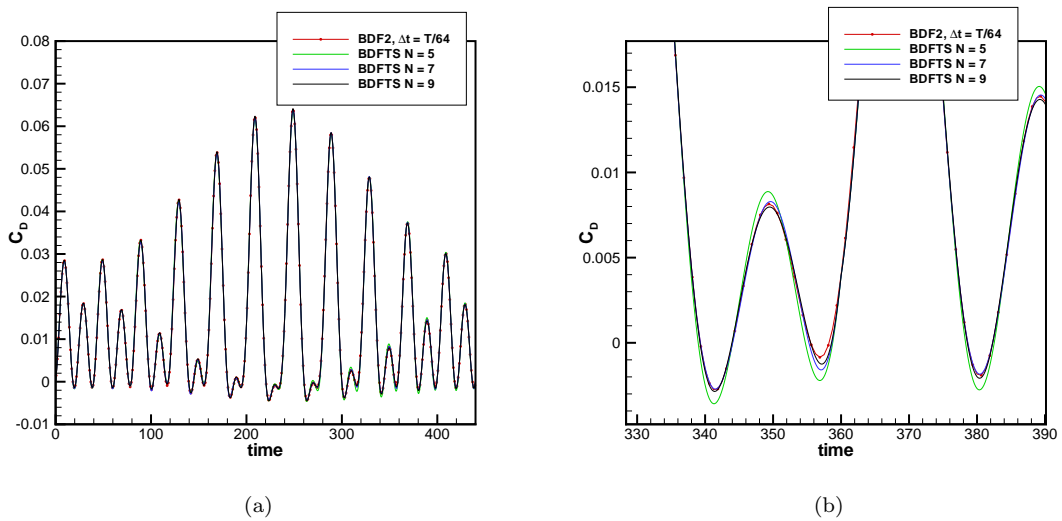 BDF2, Δt = T/64
BDFTS N = 5
BDFTS N = 7
BDFTS N = 9
0.08
0.07
0.06
0.05
0.04
0.03
0.02
0.01
0
-0.01
C_D
0 100 200 300 400
time
(a)
BDF2, Δt = T/64
BDFTS N = 5
BDFTS N = 7
BDFTS N = 9
0.015
0.01
0.005
0
C_D
330 340 350 360 370 380 390
time
(b)